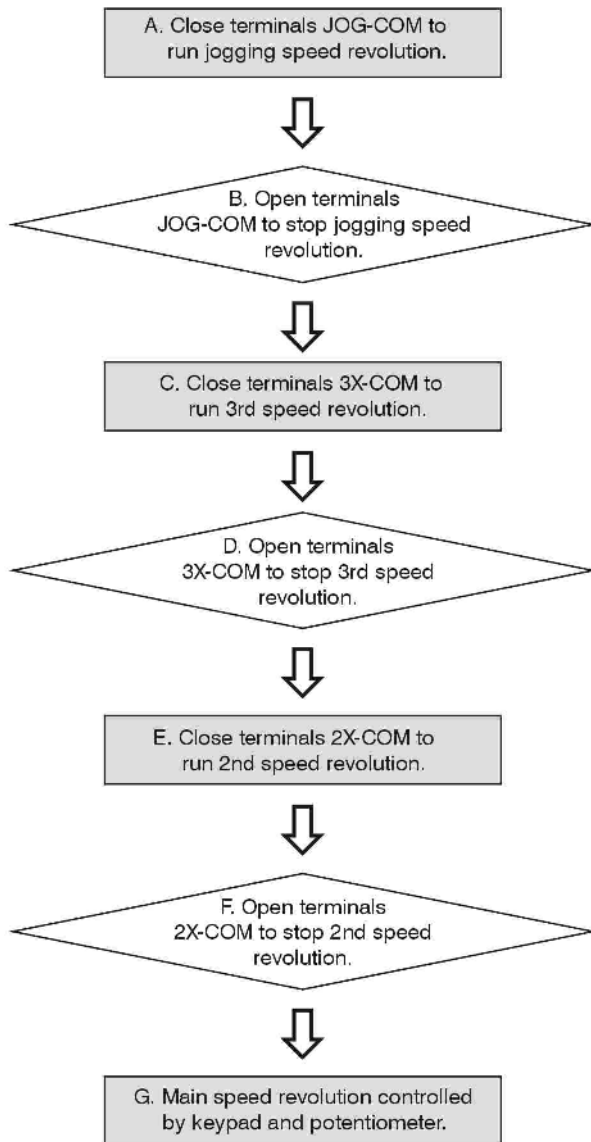 A. Close terminals JOG-COM to
run jogging speed revolution.
B. Open terminals
JOG-COM to stop jogging speed
revolution.
C. Close terminals 3X-COM to
run 3rd speed revolution.
D. Open terminals
3X-COM to stop 3rd speed
revolution.
E. Close terminals 2X-COM to
run 2nd speed revolution.
F. Open terminals
2X-COM to stop 2nd speed
revolution.
G. Main speed revolution controlled
by keypad and potentiometer.